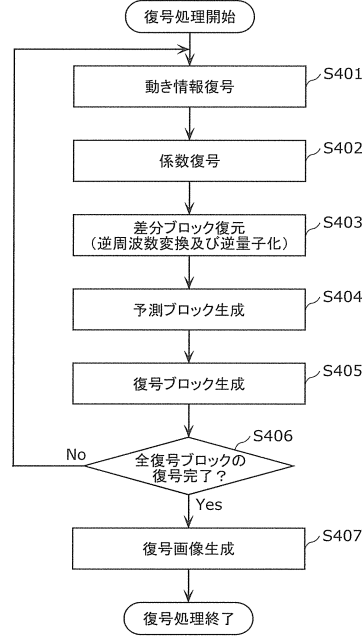 復号処理開始
動き情報復号
S401
係数復号
S402
差分ブロック復元
(逆周波数変換及び逆量子化)
S403
予測ブロック生成
S404
復号ブロック生成
S405
全復号ブロックの
復号完了?
S406
No
Yes
復号画像生成
S407
復号処理終了